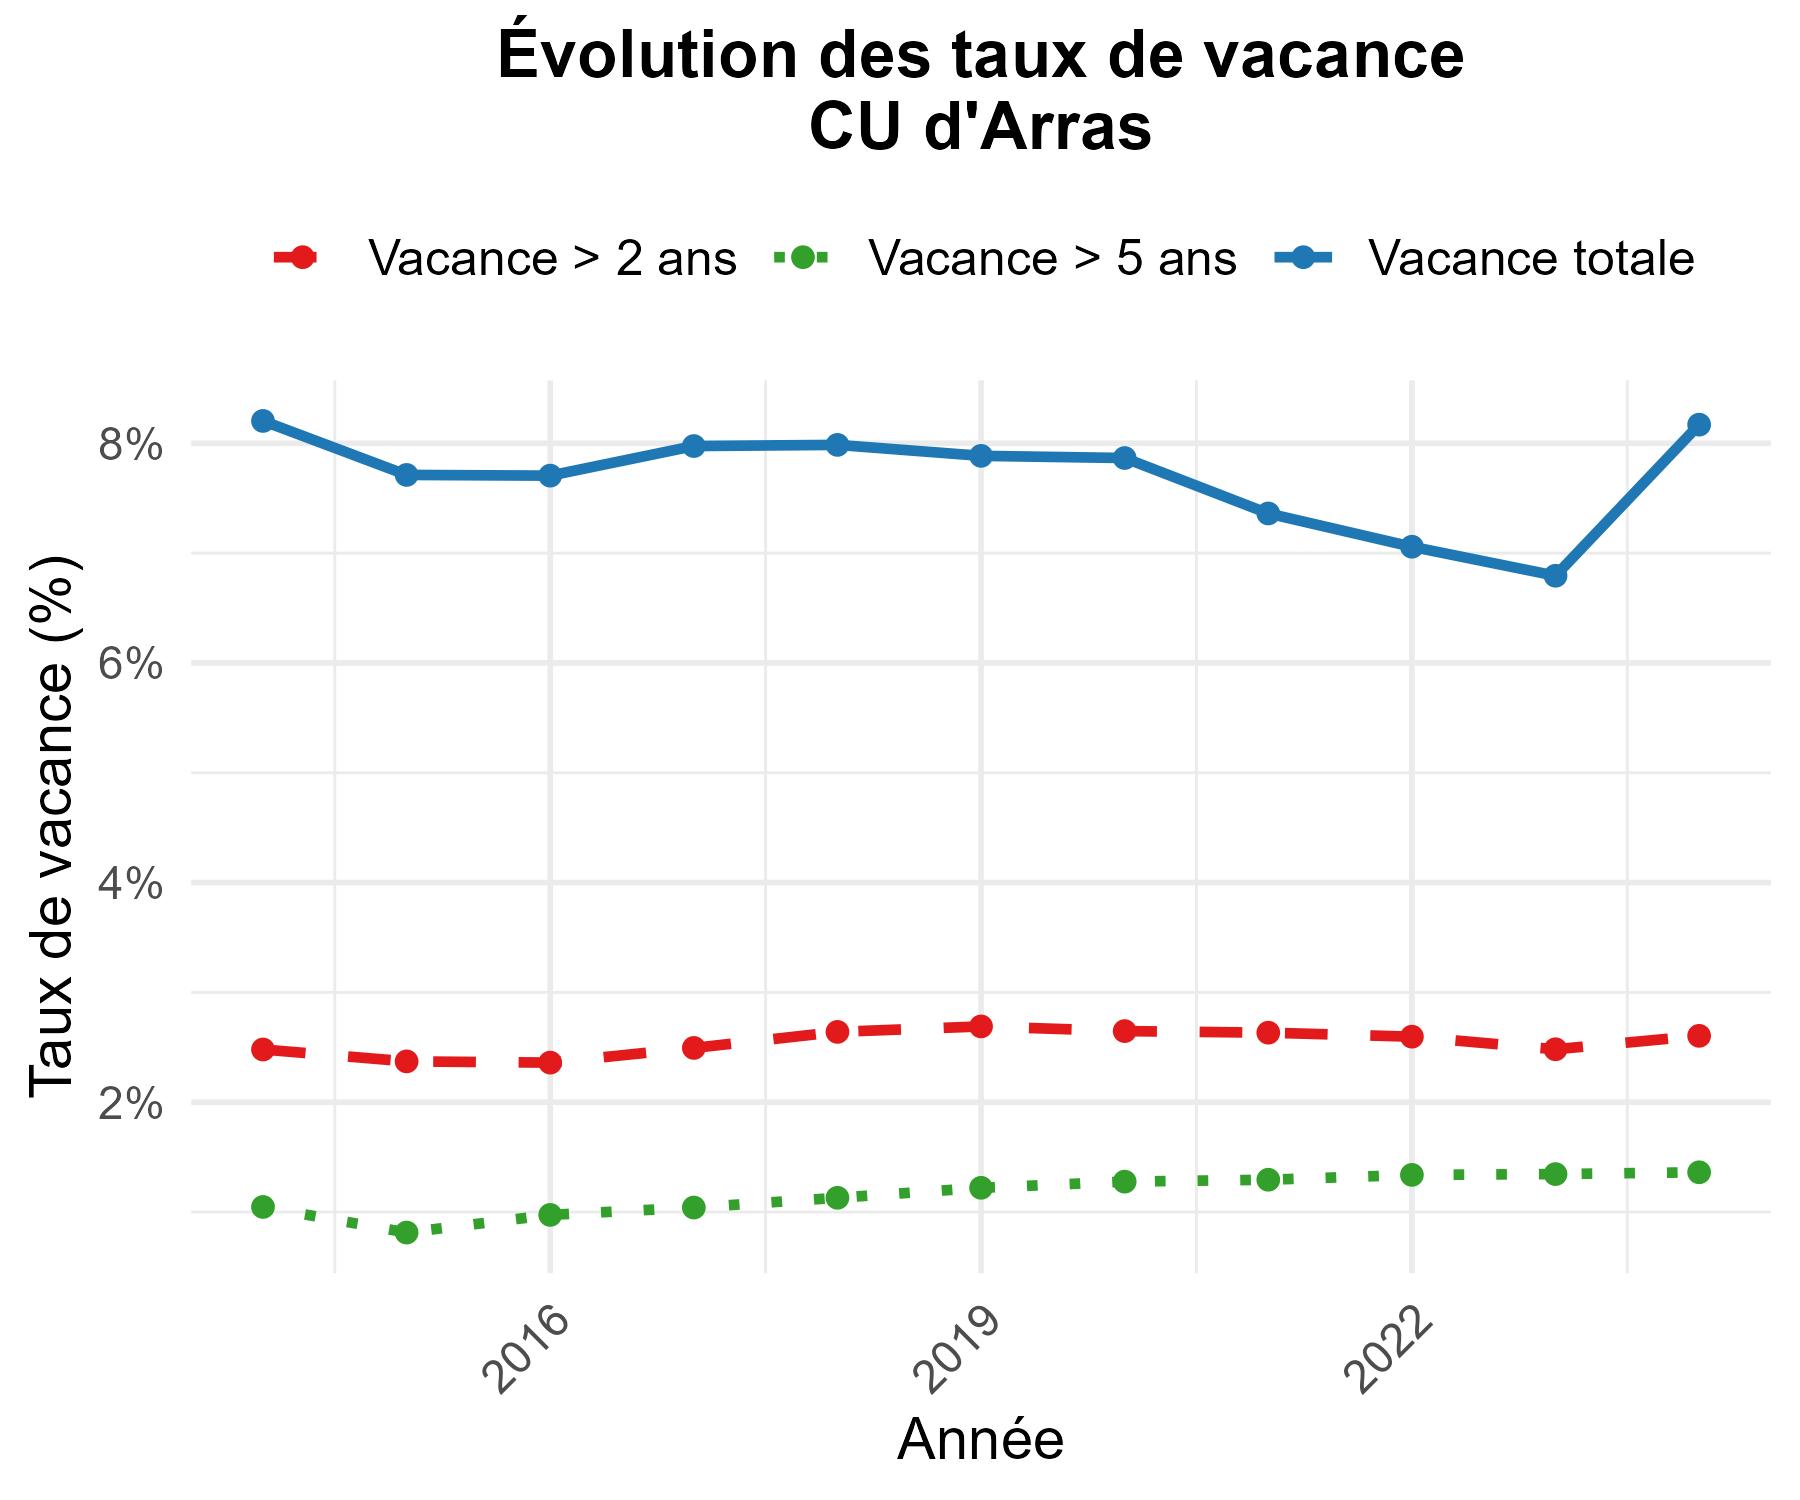 Évolution des taux de vacance
CU d'Arras
Vacance > 2 ans Vacance > 5 ans Vacance totale
Taux de vacance (%)
8%
6%
4%
2%
2016 2019 2022
Année